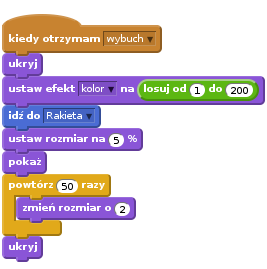 kiedy otrzymam wybuch
ukryj
ustaw efekt kolor na losuj od 1 do 200
idź do Rakieta
ustaw rozmiar na 5 %
pokaż
powtórz 50 razy
zmień rozmiar o 2
ukryj